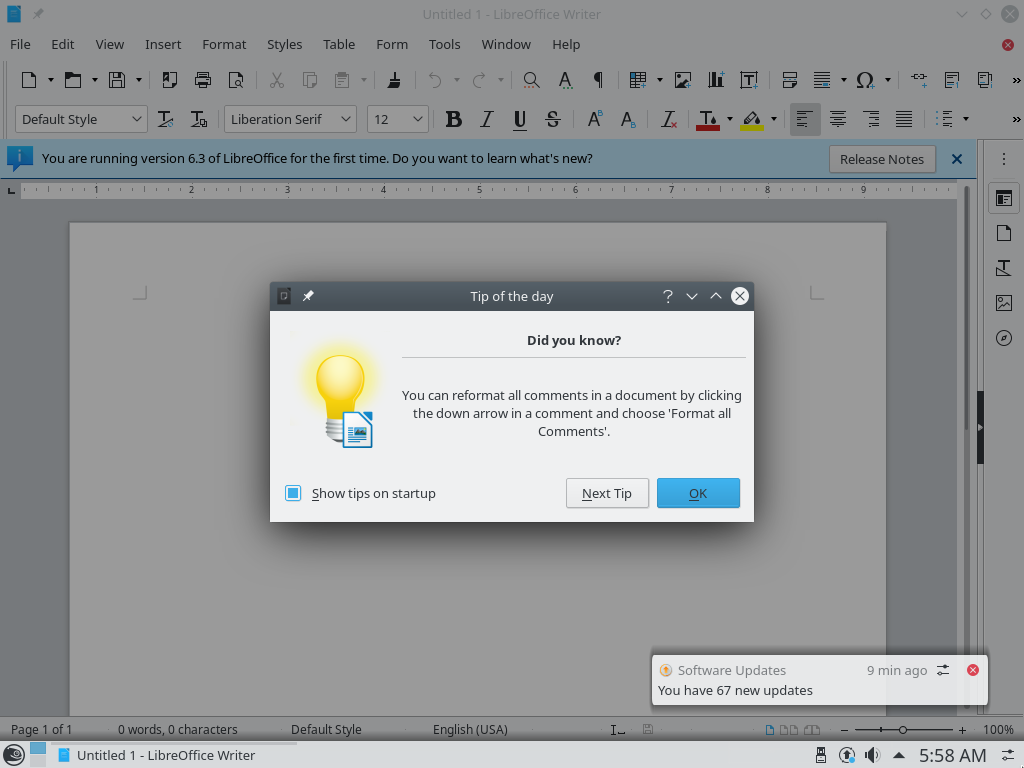 Untitled 1 - LibreOffice Writer
File Edit View Insert Format Styles Table Form Tools Window Help
Default Style Liberation Serif 12
You are running version 6.3 of LibreOffice for the first time. Do you want to learn what's new? Release Notes
1 2 3 4 5 6 7 8 9
Tip of the day
Did you know?
You can reformat all comments in a document by clicking
the down arrow in a comment and choose 'Format all
Comments'.
Show tips on startup Next Tip OK
Software Updates 9 min ago
You have 67 new updates
Page 1 of 1 0 words, 0 characters Default Style English (USA) 100%
Untitled 1 - LibreOffice Writer 5:58 AM